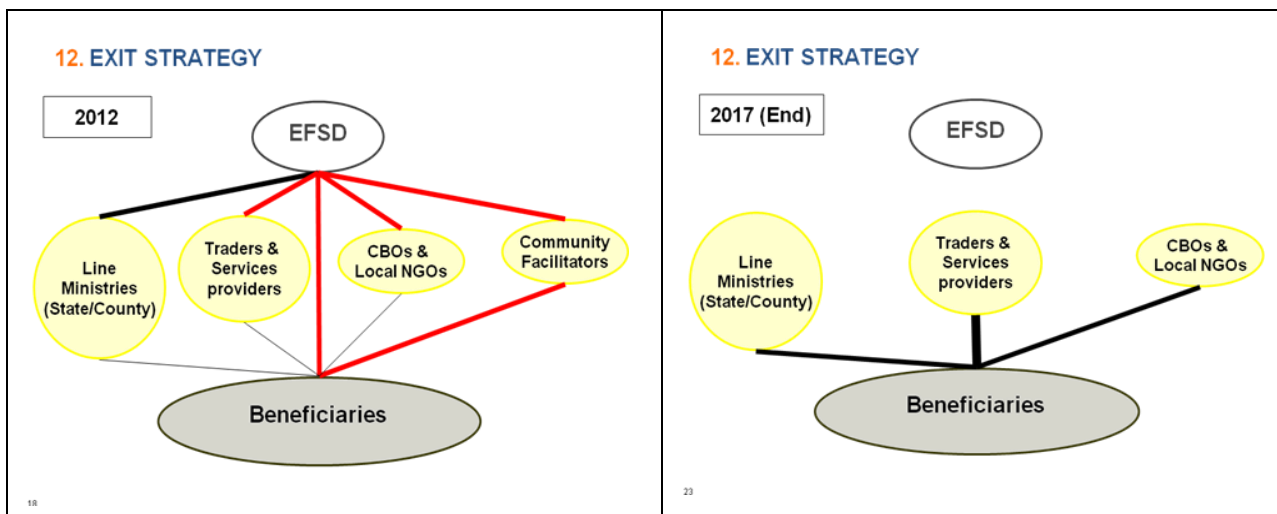 12. EXIT STRATEGY
2012
EFSD
Line
Ministries
(State/County)
Traders &
Services
providers
CBOs &
Local NGOs
Community
Facilitators
Beneficiaries
18
12. EXIT STRATEGY
2017 (End)
EFSD
Line
Ministries
(State/County)
Traders &
Services
providers
CBOs &
Local NGOs
Beneficiaries
23